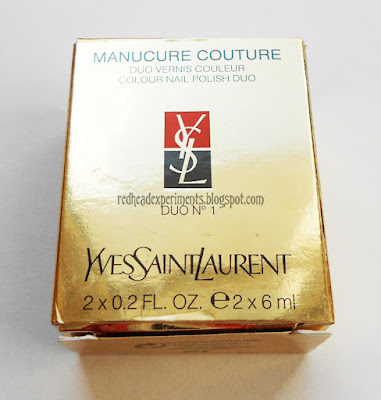 MANUCURE COUTURE
DUO VERNIS COULEUR
COLOUR NAIL POLISH DUO
YSL
redheadexperiments.blogspot.com
DUO N° 1
YVESSAINTLAURENT
2 x 0.2 FL. OZ. ℮ 2 x 6 ml